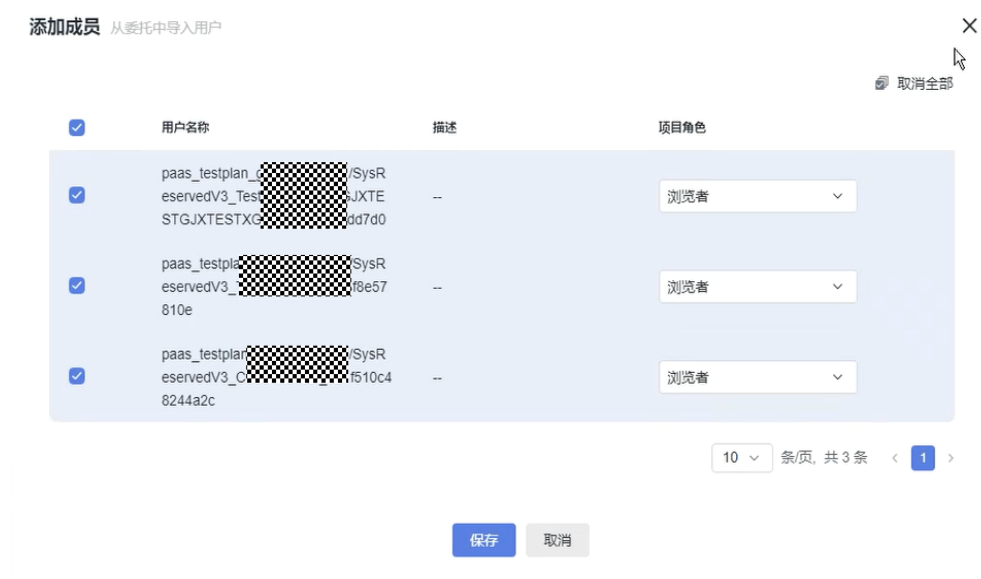 添加成员 从委托中导入用户
取消全部
用户名称 描述 项目角色
paas_testplan_ /SysR
eservedV3_Test JXTE
STGJXTESTXG dd7d0
--
浏览者
paas_testpla /SysR
eservedV3_ f8e57
810e
--
浏览者
paas_testplan /SysR
eservedV3_C f510c4
8244a2c
--
浏览者
10 条/页, 共 3 条 1
保存 取消